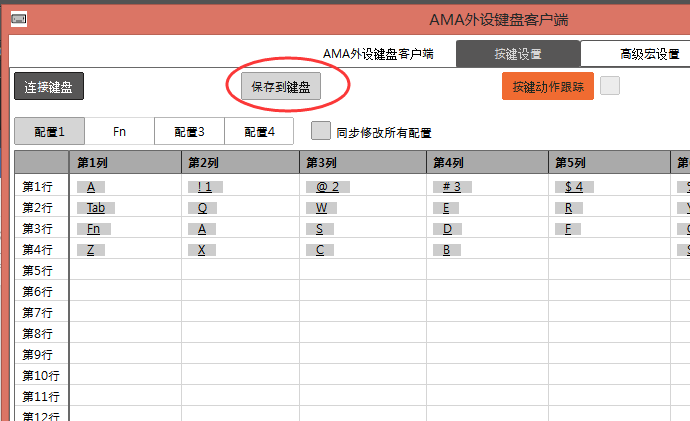 AMA外设键盘客户端
AMA外设键盘客户端 按键设置 高级宏设置
连接键盘 保存到键盘 按键动作跟踪
配置1 Fn 配置3 配置4 同步修改所有配置
第1列 第2列 第3列 第4列 第5列
第1行 A ! 1 @ 2 # 3 $ 4
第2行 Tab Q W E R
第3行 Fn A S D F
第4行 Z X C B
第5行
第6行
第7行
第8行
第9行
第10行
第11行
第12行